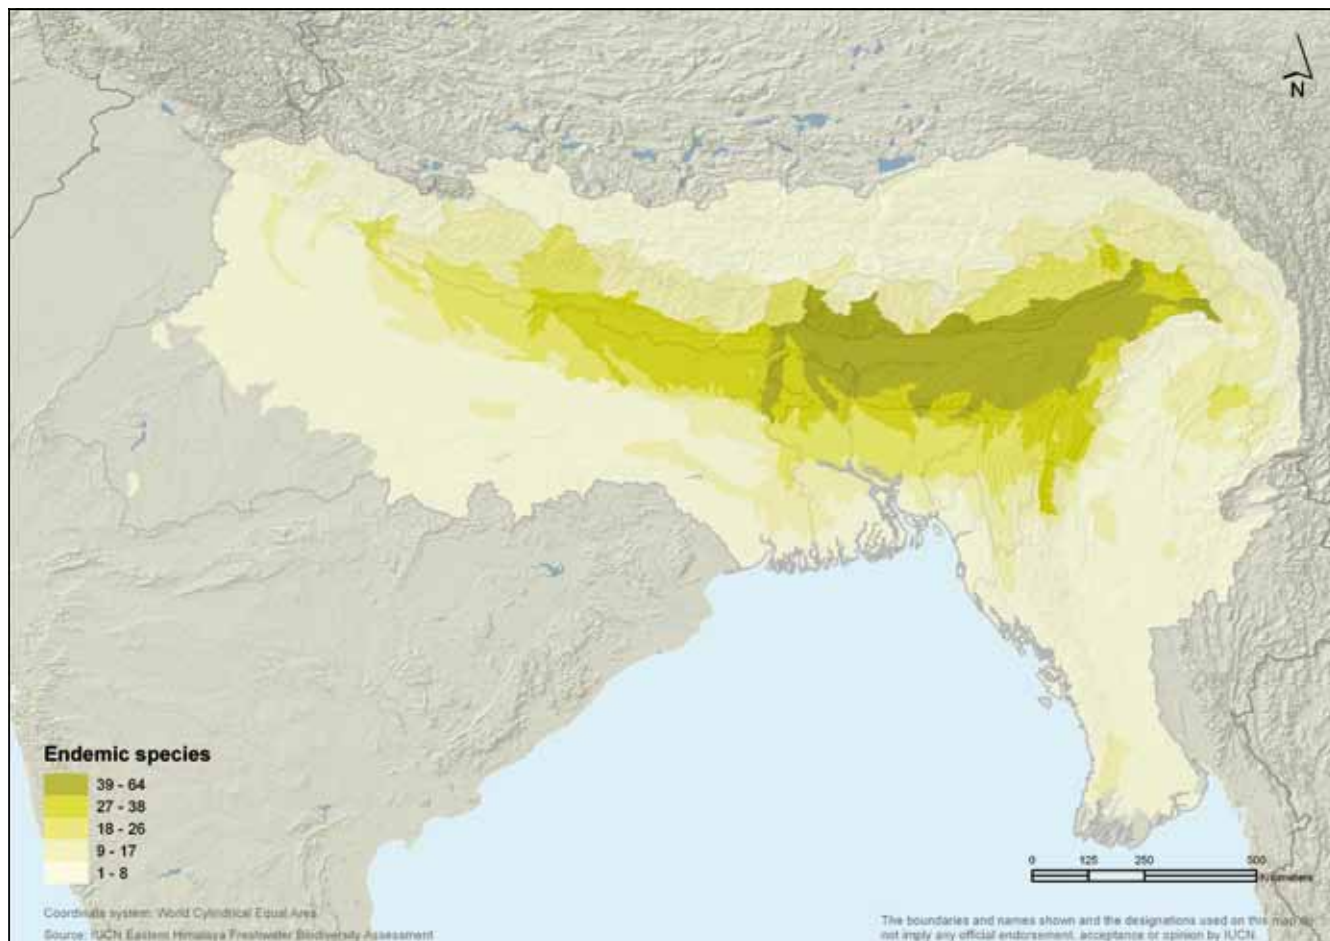 N
Endemic species
39 - 64
27 - 38
18 - 26
9 - 17
1 - 8
0 125 250 500
Kilometers
Coordinate system: World Cylindrical Equal Area
Source: IUCN Eastern Himalaya Freshwater Biodiversity Assessment
The boundaries and names shown and the designations used on this map do
not imply any official endorsement, acceptance or opinion by IUCN.